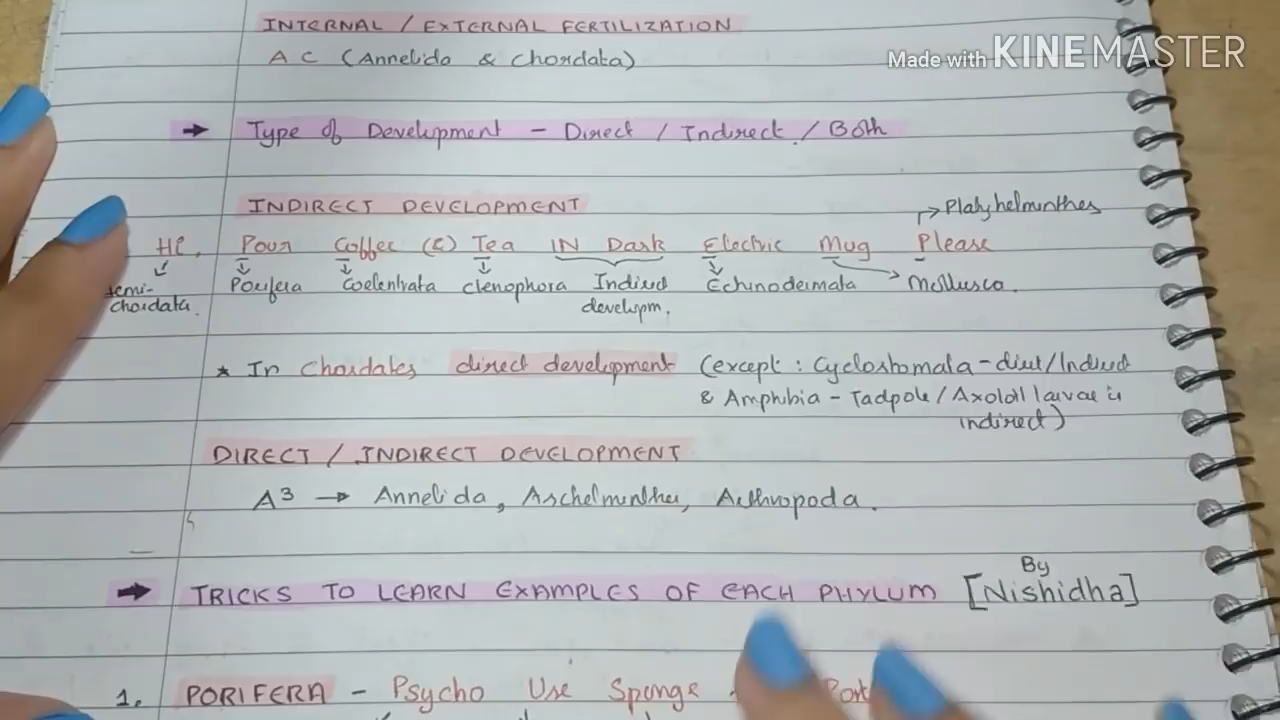 INTERNAL / EXTERNAL FERTILIZATION
A C (Annelida & Chordata)
Made with KINEMASTER
→ Type of Development - Direct / Indirect / Both
INDIRECT DEVELOPMENT
→ Platyhelminthes
HE, Pour Coffee (&) Tea IN Dark Electric Mug Please
Hemi-chordata. Porifera Coelentrata Ctenophora Indirect Echinodermata Mollusca.
developm.
* In Chordates direct development (except : Cyclostomata - direct/Indirect
& Amphibia - Tadpole / Axolotl larvae is
indirect)
DIRECT / INDIRECT DEVELOPMENT
A3 → Annelida, Aschelminthes, Arthropoda.
→ TRICKS TO LEARN EXAMPLES OF EACH PHYLUM By [Nishidha]
1. PORIFERA - Psycho Use Sponge